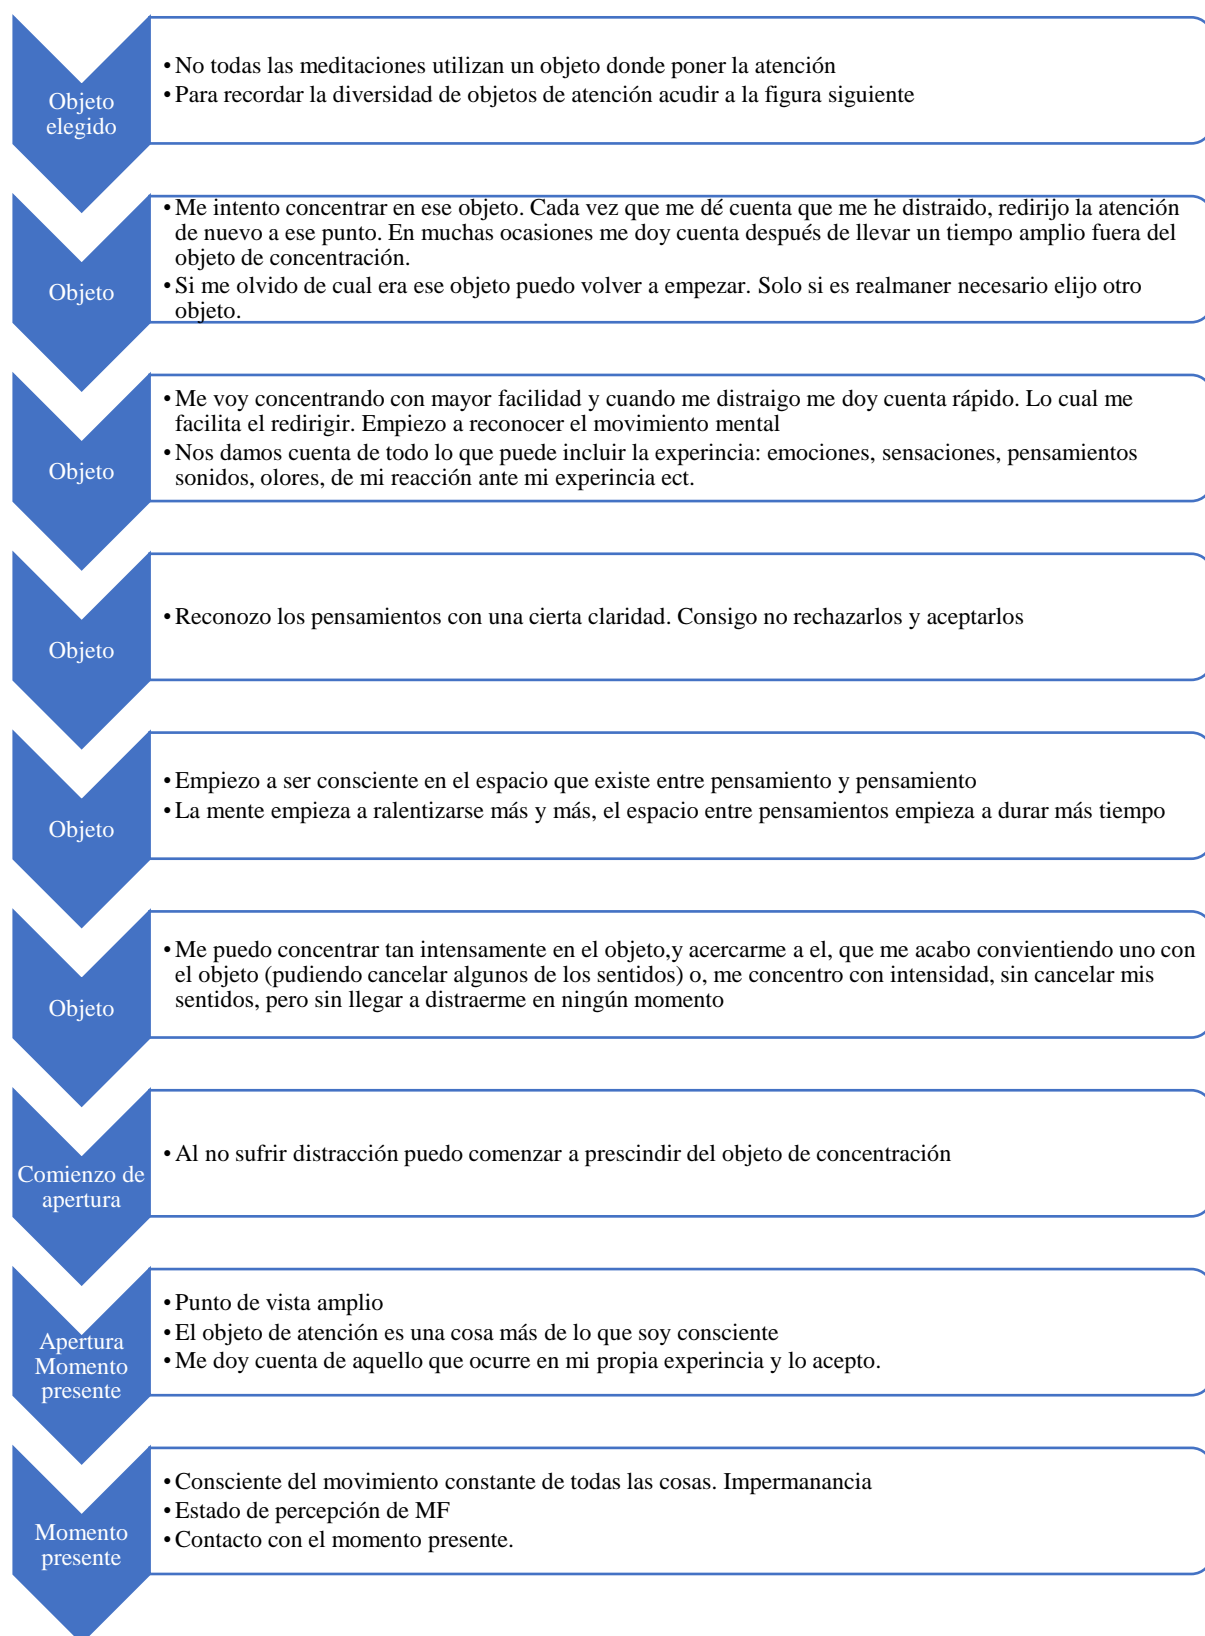 Objeto
elegido
• No todas las meditaciones utilizan un objeto donde poner la atención
• Para recordar la diversidad de objetos de atención acudir a la figura siguiente
Objeto
• Me intento concentrar en ese objeto. Cada vez que me dé cuenta que me he distraido, redirijo la atención
de nuevo a ese punto. En muchas ocasiones me doy cuenta después de llevar un tiempo amplio fuera del
objeto de concentración.
• Si me olvido de cual era ese objeto puedo volver a empezar. Solo si es realmaner necesario elijo otro
objeto.
Objeto
• Me voy concentrando con mayor facilidad y cuando me distraigo me doy cuenta rápido. Lo cual me
facilita el redirigir. Empiezo a reconocer el movimiento mental
• Nos damos cuenta de todo lo que puede incluir la experincia: emociones, sensaciones, pensamientos
sonidos, olores, de mi reacción ante mi experincia ect.
Objeto
• Reconozo los pensamientos con una cierta claridad. Consigo no rechazarlos y aceptarlos
Objeto
• Empiezo a ser consciente en el espacio que existe entre pensamiento y pensamiento
• La mente empieza a ralentizarse más y más, el espacio entre pensamientos empieza a durar más tiempo
Objeto
• Me puedo concentrar tan intensamente en el objeto,y acercarme a el, que me acabo convientiendo uno con
el objeto (pudiendo cancelar algunos de los sentidos) o, me concentro con intensidad, sin cancelar mis
sentidos, pero sin llegar a distraerme en ningún momento
Comienzo de
apertura
• Al no sufrir distracción puedo comenzar a prescindir del objeto de concentración
Apertura
Momento
presente
• Punto de vista amplio
• El objeto de atención es una cosa más de lo que soy consciente
• Me doy cuenta de aquello que ocurre en mi propia experincia y lo acepto.
Momento
presente
• Consciente del movimiento constante de todas las cosas. Impermanancia
• Estado de percepción de MF
• Contacto con el momento presente.